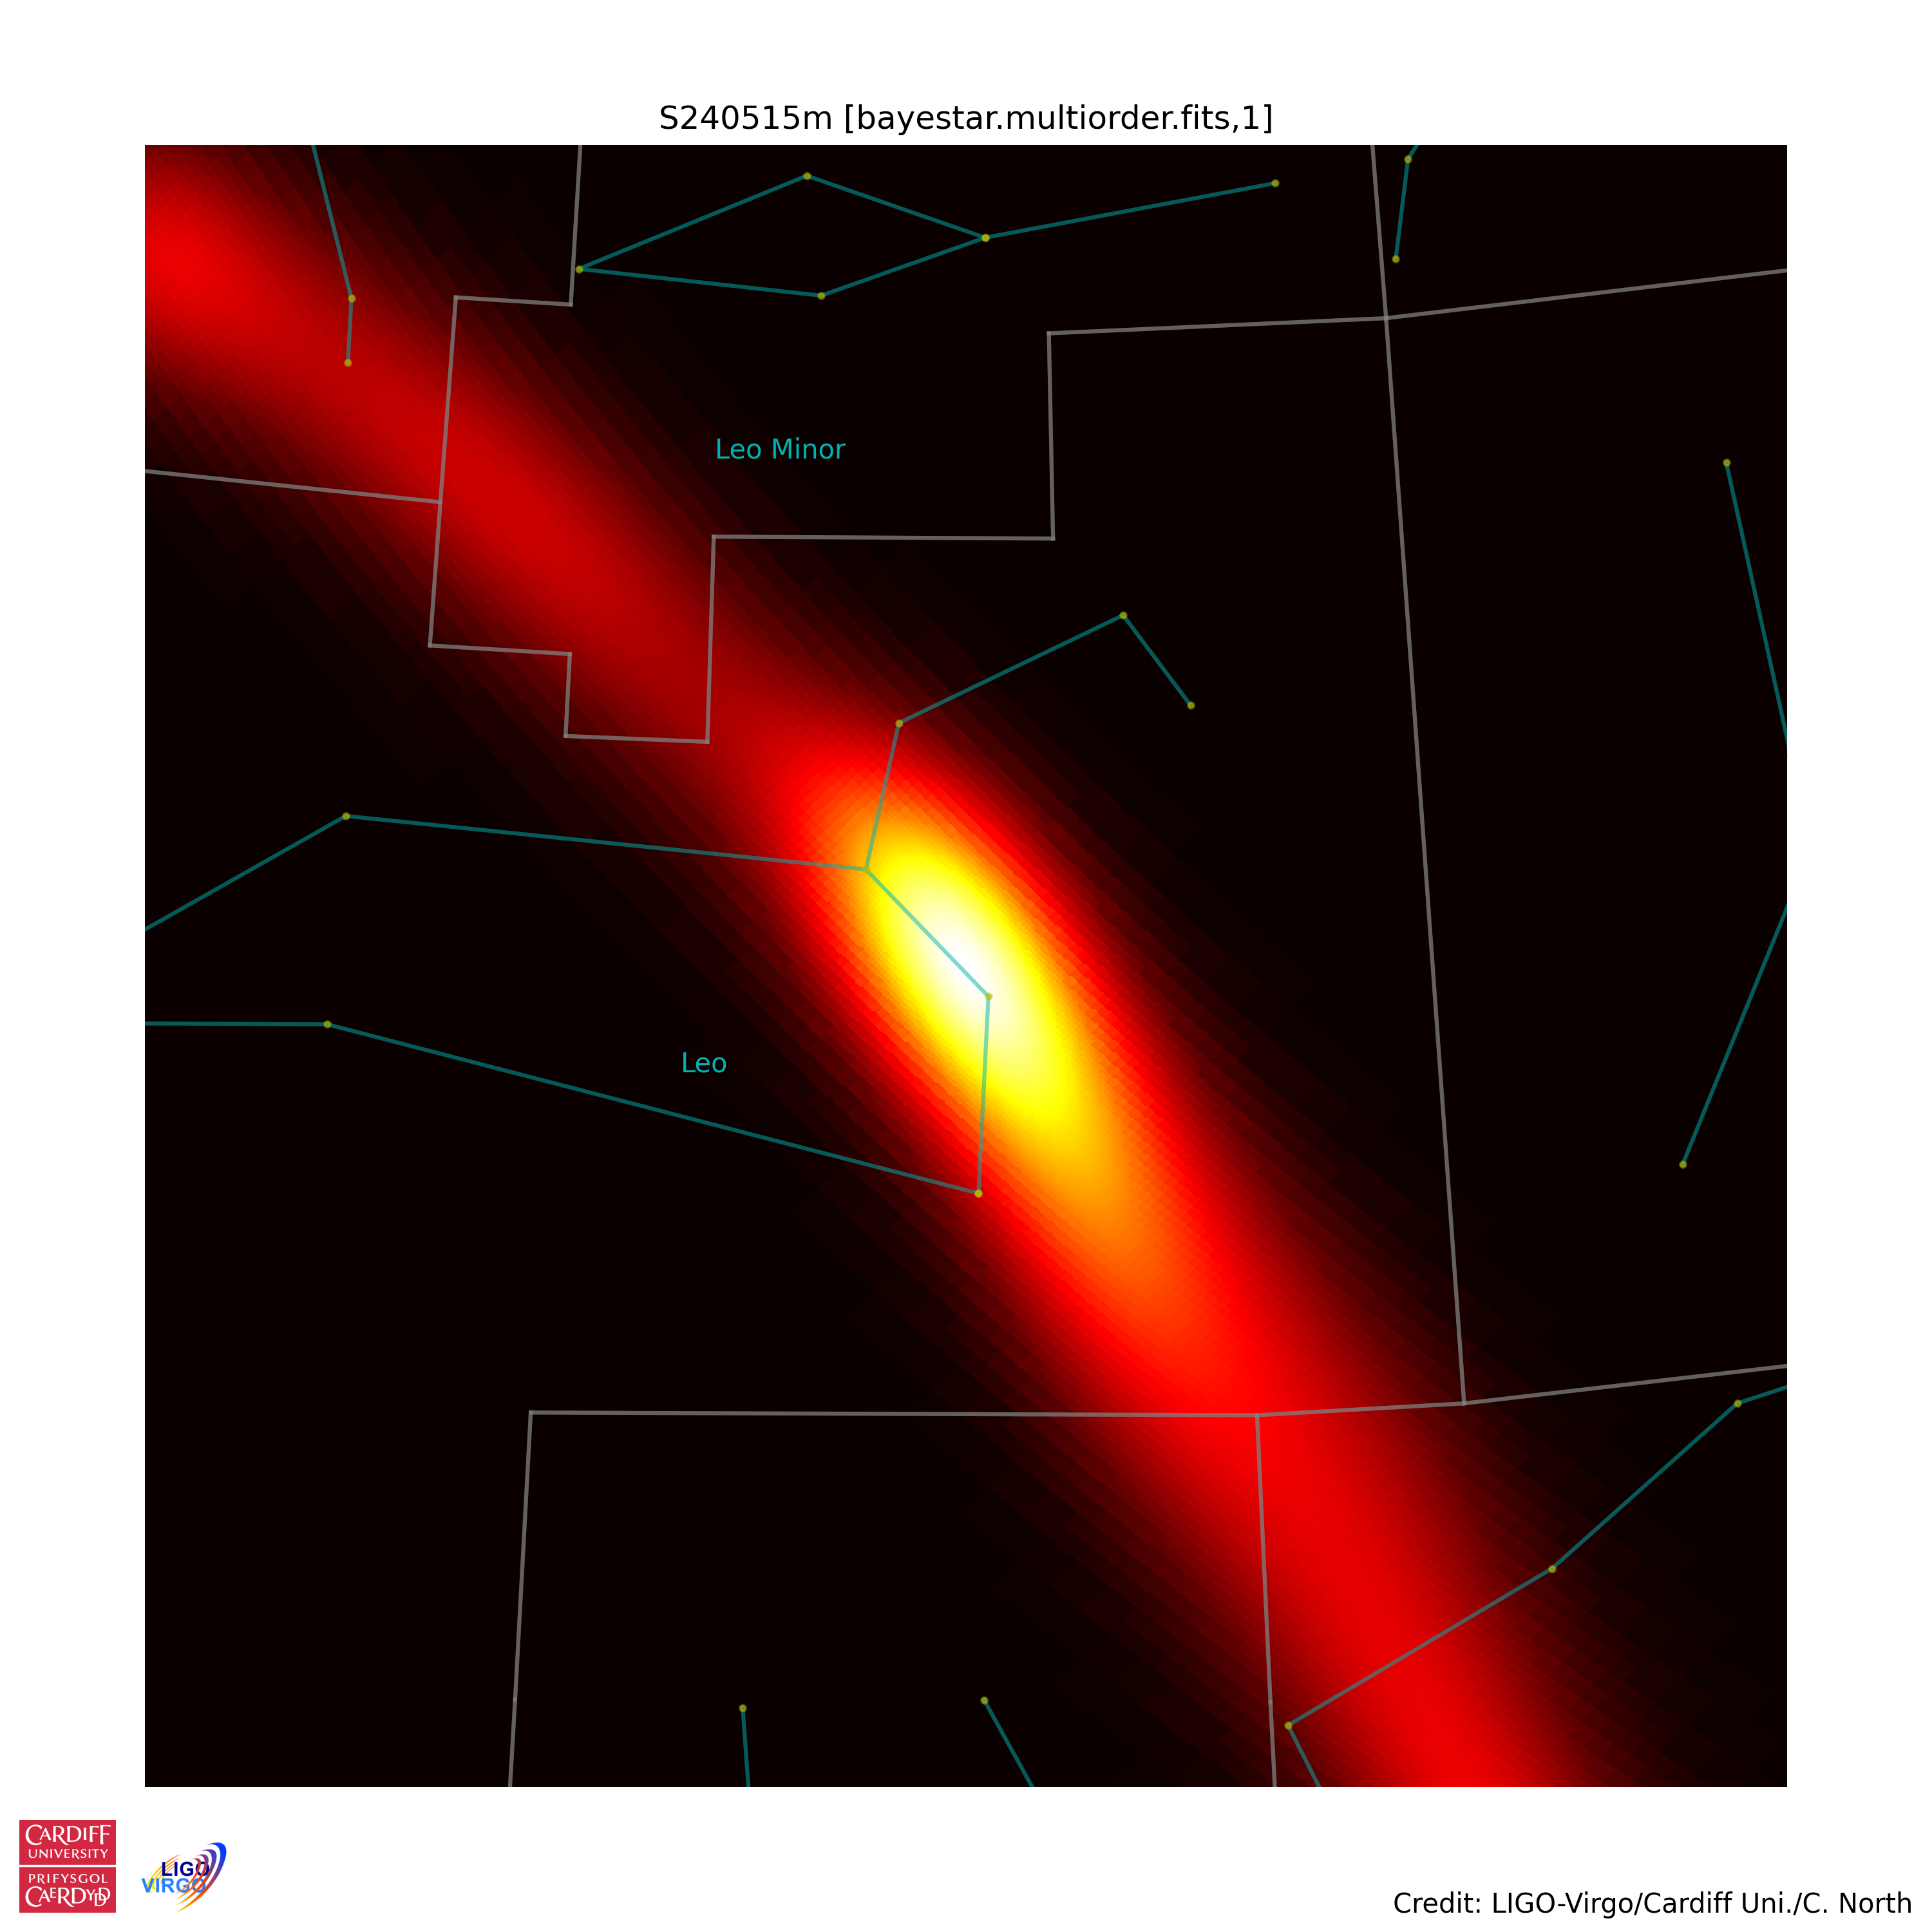 S240515m [bayestar.multiorder.fits,1]
Leo Minor
Leo
CARDIFF
UNIVERSITY
PRIFYSGOL
CAERDYDD
LIGO
VIRGO
Credit: LIGO-Virgo/Cardiff Uni./C. North